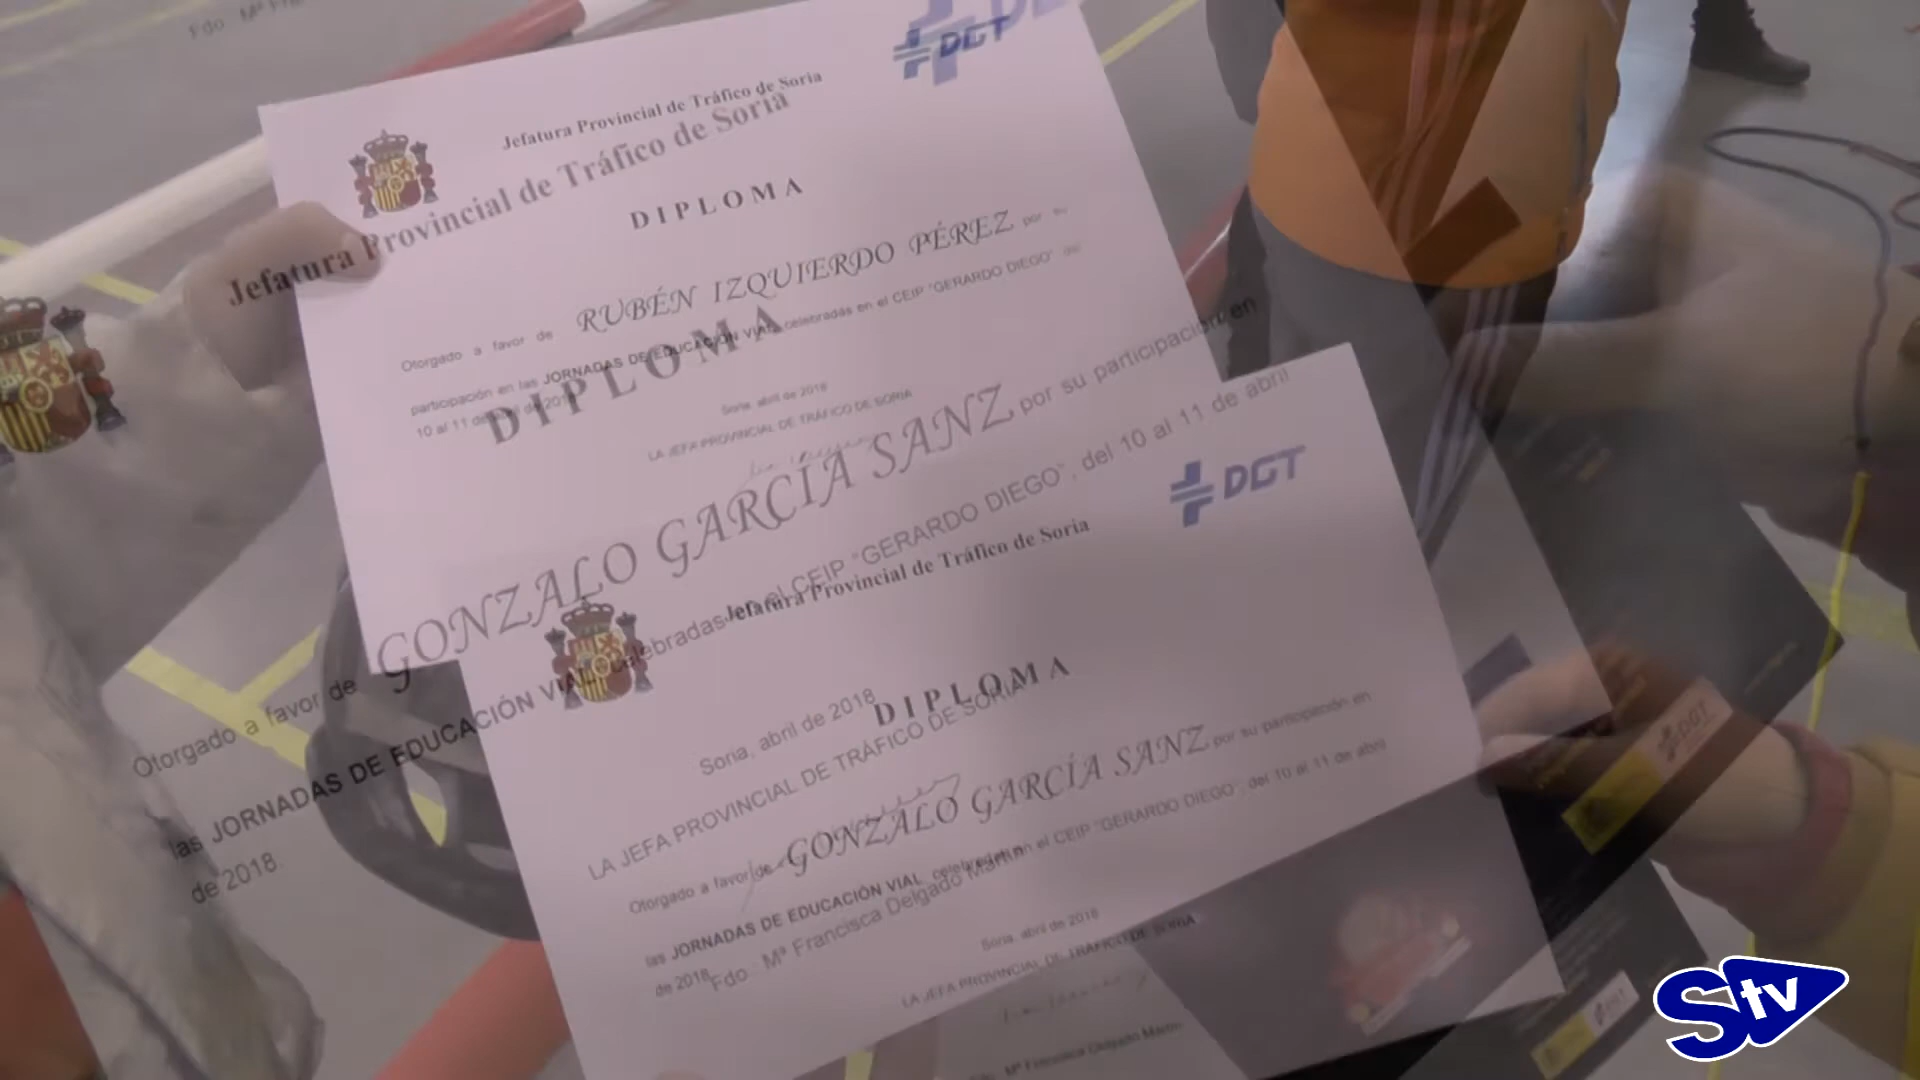 Fdo. Mª
DGT
Jefatura Provincial de Tráfico de Soria
DIPLOMA
Otorgado a favor de RUBÉN IZQUIERDO PÉREZ por su
participación en las JORNADAS DE EDUCACIÓN VIAL celebradas en el CEIP "GERARDO DIEGO" del
10 al 11 de abril de 2018
Soria, abril de 2018
LA JEFA PROVINCIAL DE TRÁFICO DE SORIA
Jefatura Provincial de Tráfico de Soria
DIPLOMA
Otorgado a favor de GONZALO GARCÍA SANZ por su participación en
las JORNADAS DE EDUCACIÓN VIAL, celebradas en el CEIP "GERARDO DIEGO", del 10 al 11 de abril
de 2018.
Soria, abril de 2018
LA JEFA PROVINCIAL DE TRÁFICO DE SORIA
Fdo. Mª Francisca Delgado Martín
DGT
Jefatura Provincial de Tráfico de Soria
DIPLOMA
Otorgado a favor de GONZALO GARCÍA SANZ por su participación en
las JORNADAS DE EDUCACIÓN VIAL, celebradas en el CEIP "GERARDO DIEGO", del 10 al 11 de abril
de 2018
Soria, abril de 2018
LA JEFA PROVINCIAL DE TRÁFICO DE SORIA
Mª Francisca Delgado Martín
DGT
Stv